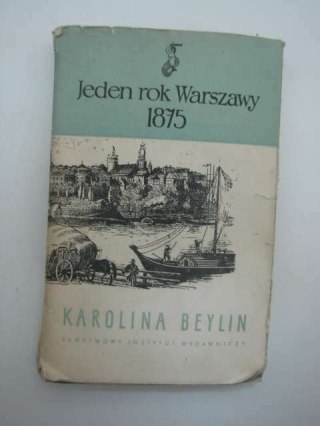 Jeden rok Warszawy
1875
KAROLINA BEYLIN
PAŃSTWOWY INSTYTUT WYDAWNICZY